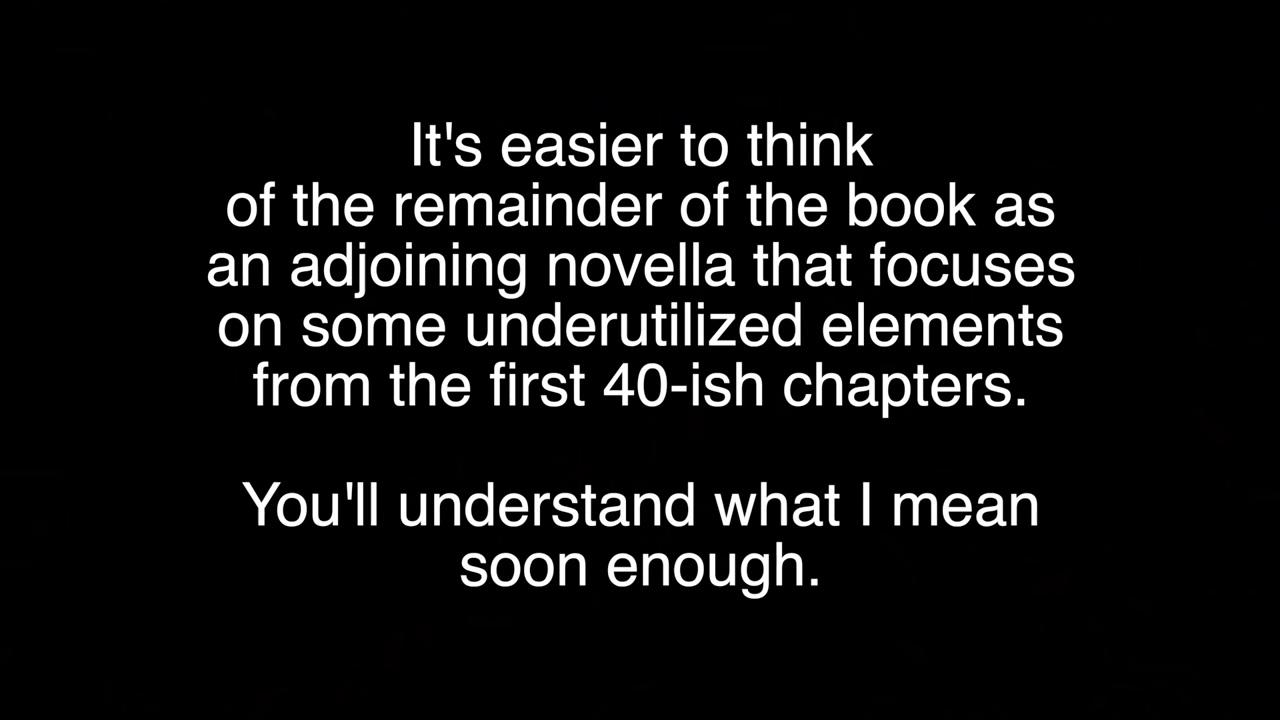 It's easier to think
of the remainder of the book as
an adjoining novella that focuses
on some underutilized elements
from the first 40-ish chapters.
You'll understand what I mean
soon enough.